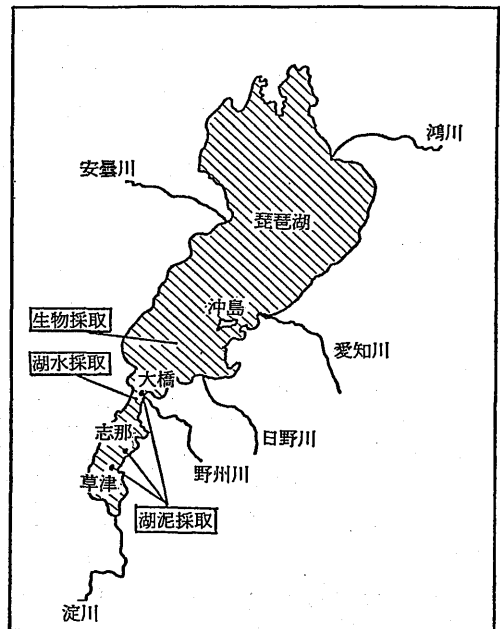 鴻川
安曇川
琵琶湖
沖島
生物採取
愛知川
湖水採取
大橋
志那
日野川
野州川
草津
湖泥採取
淀川